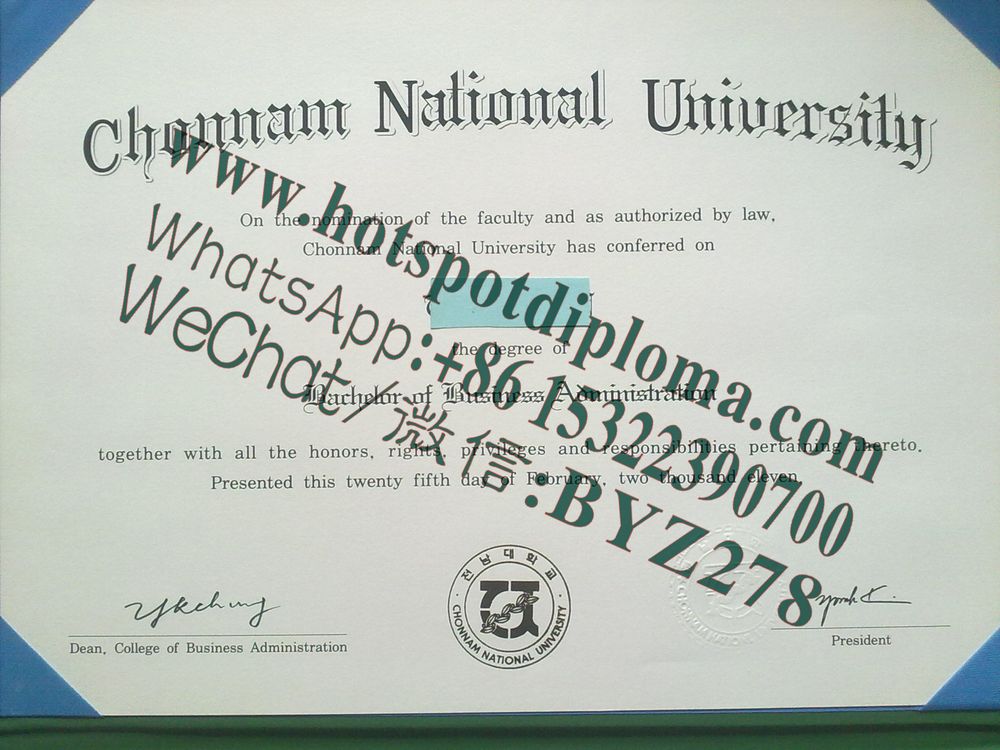 Chonnam National University
On the nomination of the faculty and as authorized by law,
Chonnam National University has conferred on
the degree of
Bachelor of Business Administration
together with all the honors, rights, privileges and responsibilities pertaining thereto.
Presented this twenty fifth day of February, two thousand eleven.
www.hotspotdiploma.com
WhatsApp:+86 15322390700
WeChat/微信:BYZ278
Dean, College of Business Administration
전남대학교
CHONNAM NATIONAL UNIVERSITY
President